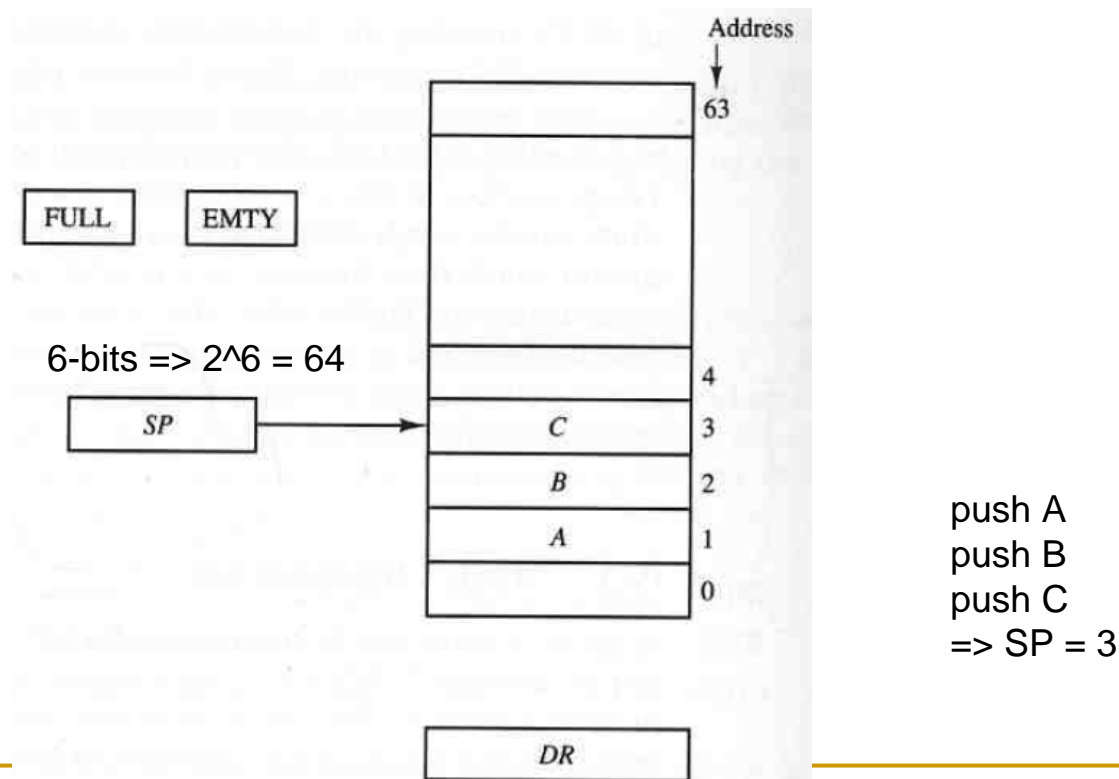 Address
63
FULL EMTY
6-bits => 2^6 = 64
4
SP C 3
B 2
A 1
0
push A
push B
push C
=> SP = 3
DR